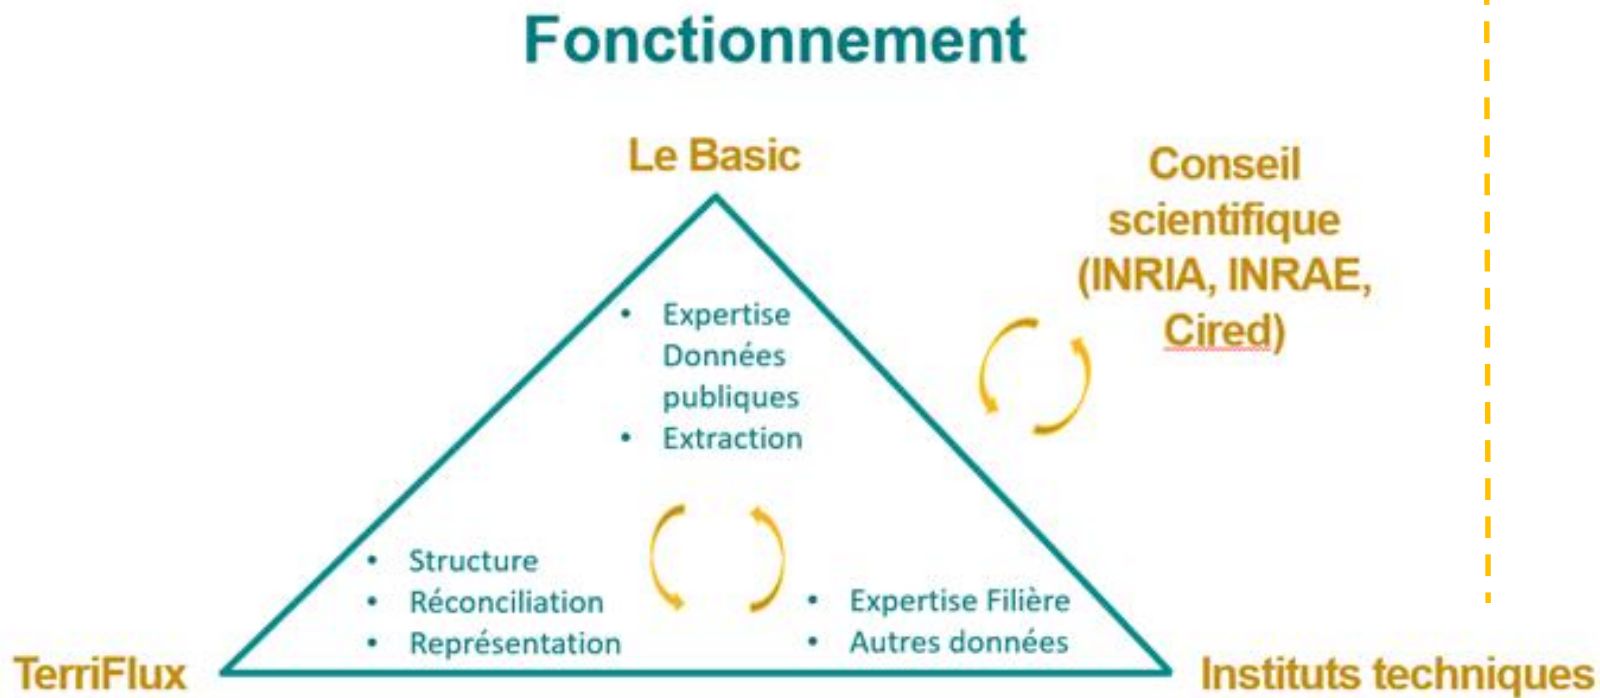 Fonctionnement
Le Basic
Conseil
scientifique
(INRIA, INRAE,
Cired)
• Expertise
Données
publiques
• Extraction
• Structure
• Réconciliation
• Représentation
• Expertise Filière
• Autres données
TerriFlux
Instituts techniques